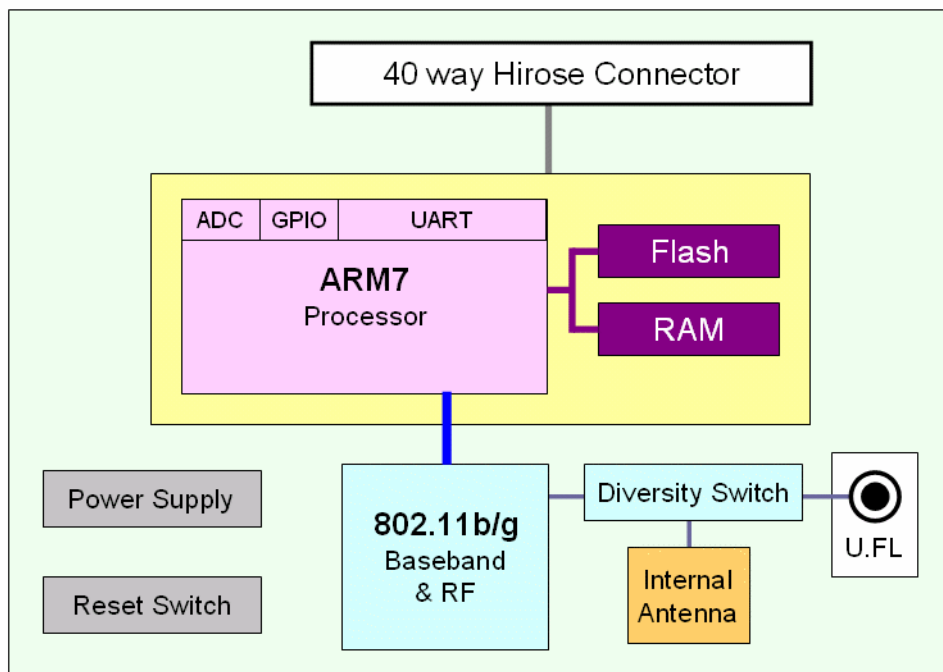 40 way Hirose Connector
ADC GPIO UART
ARM7
Processor
Flash
RAM
Power Supply
Reset Switch
802.11b/g
Baseband
& RF
Diversity Switch
Internal
Antenna
U.FL